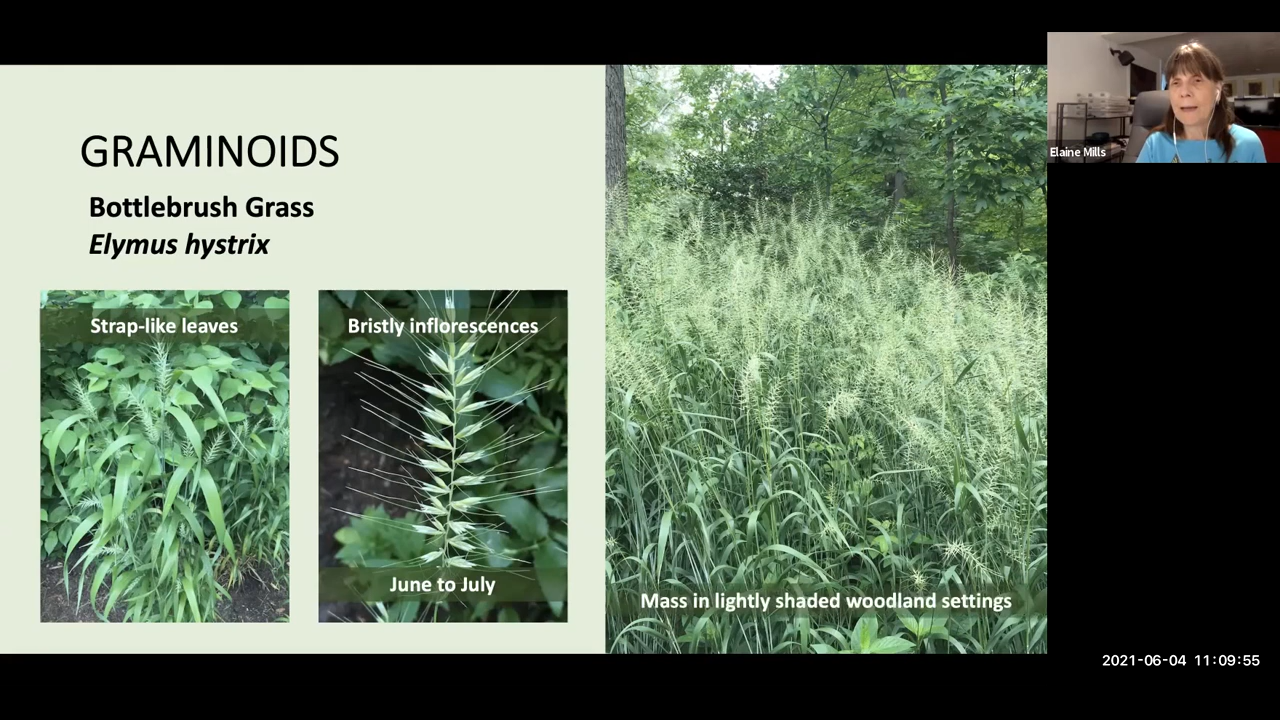 GRAMINOIDS
Bottlebrush Grass
Elymus hystrix
Strap-like leaves
Bristly inflorescences
June to July
Mass in lightly shaded woodland settings
Elaine Mills
2021-06-04 11:09:55